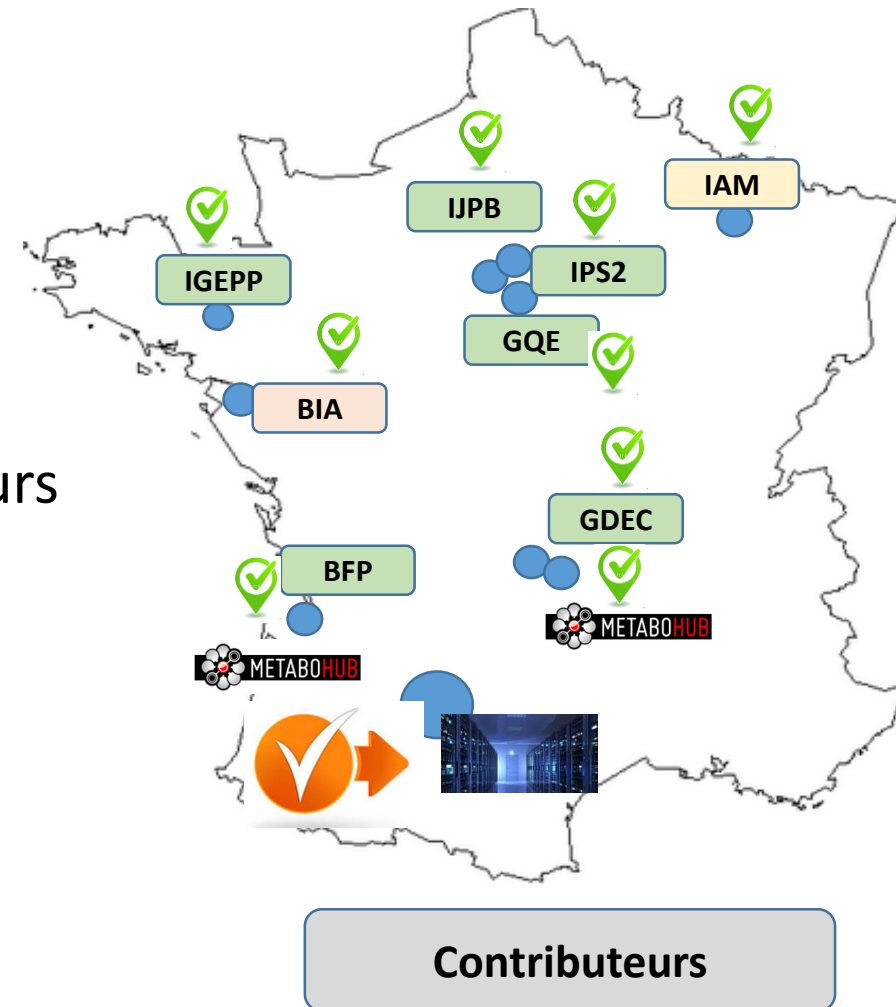 IAM
IJPB
IPS2
IGEPP
GQE
BIA
urs
GDEC
BFP
METABOHUB
METABOHUB
Contributeurs